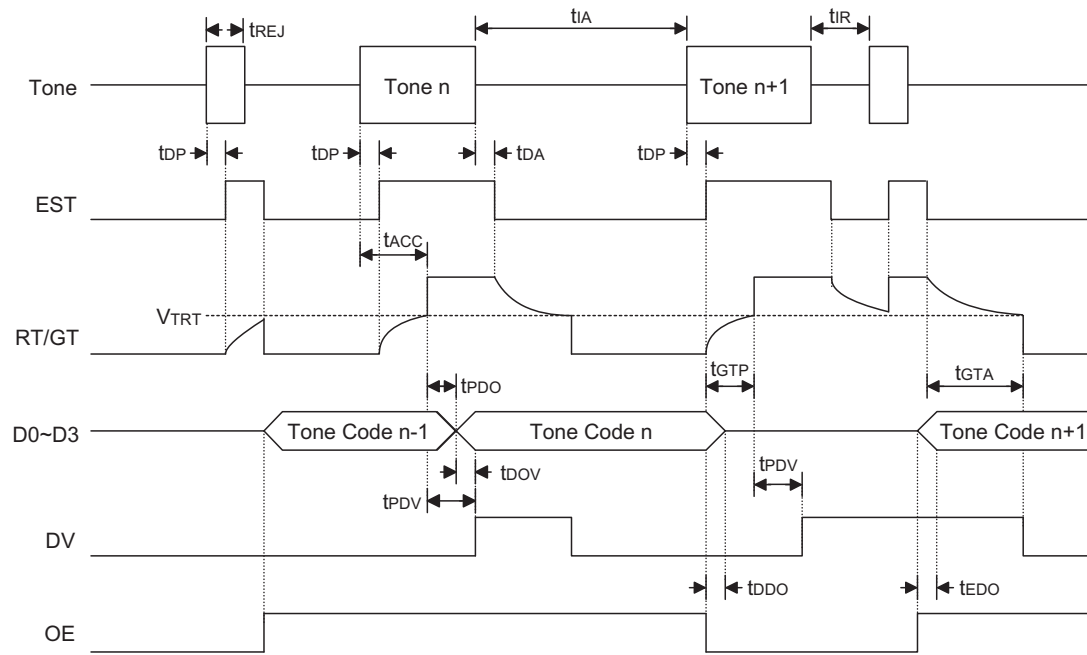 tIA
tIR
tREJ
Tone
Tone n
Tone n+1
tDP
tDP
tDA
tDP
EST
tACC
VTRT
RT/GT
tGTP
tGTA
tPDO
D0~D3
Tone Code n-1
Tone Code n
Tone Code n+1
tDOV
tPDV
tPDV
DV
tDDO
tEDO
OE